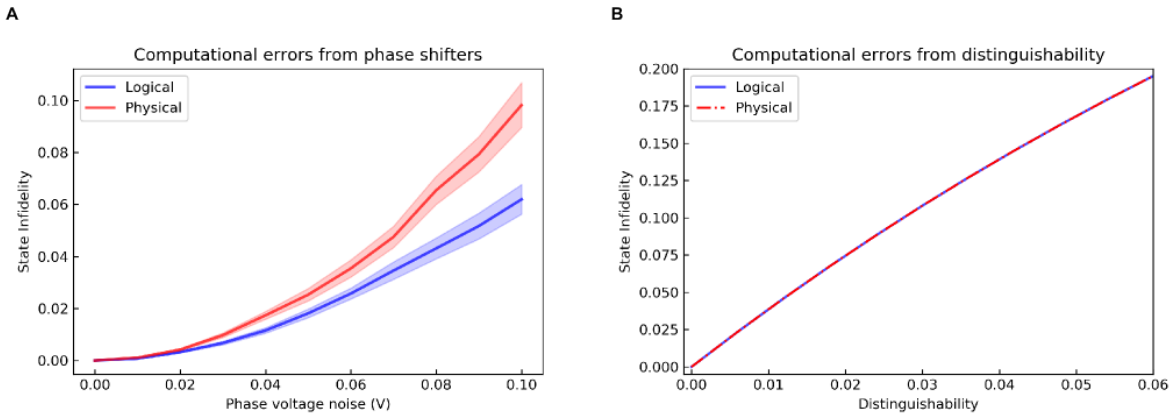 A
Computational errors from phase shifters
Logical
Physical
0.10
0.08
0.06
0.04
0.02
0.00
State Infidelity
0.00 0.02 0.04 0.06 0.08 0.10
Phase voltage noise (V)
B
Computational errors from distinguishability
Logical
Physical
0.200
0.175
0.150
0.125
0.100
0.075
0.050
0.025
0.000
State Infidelity
0.00 0.01 0.02 0.03 0.04 0.05 0.06
Distinguishability